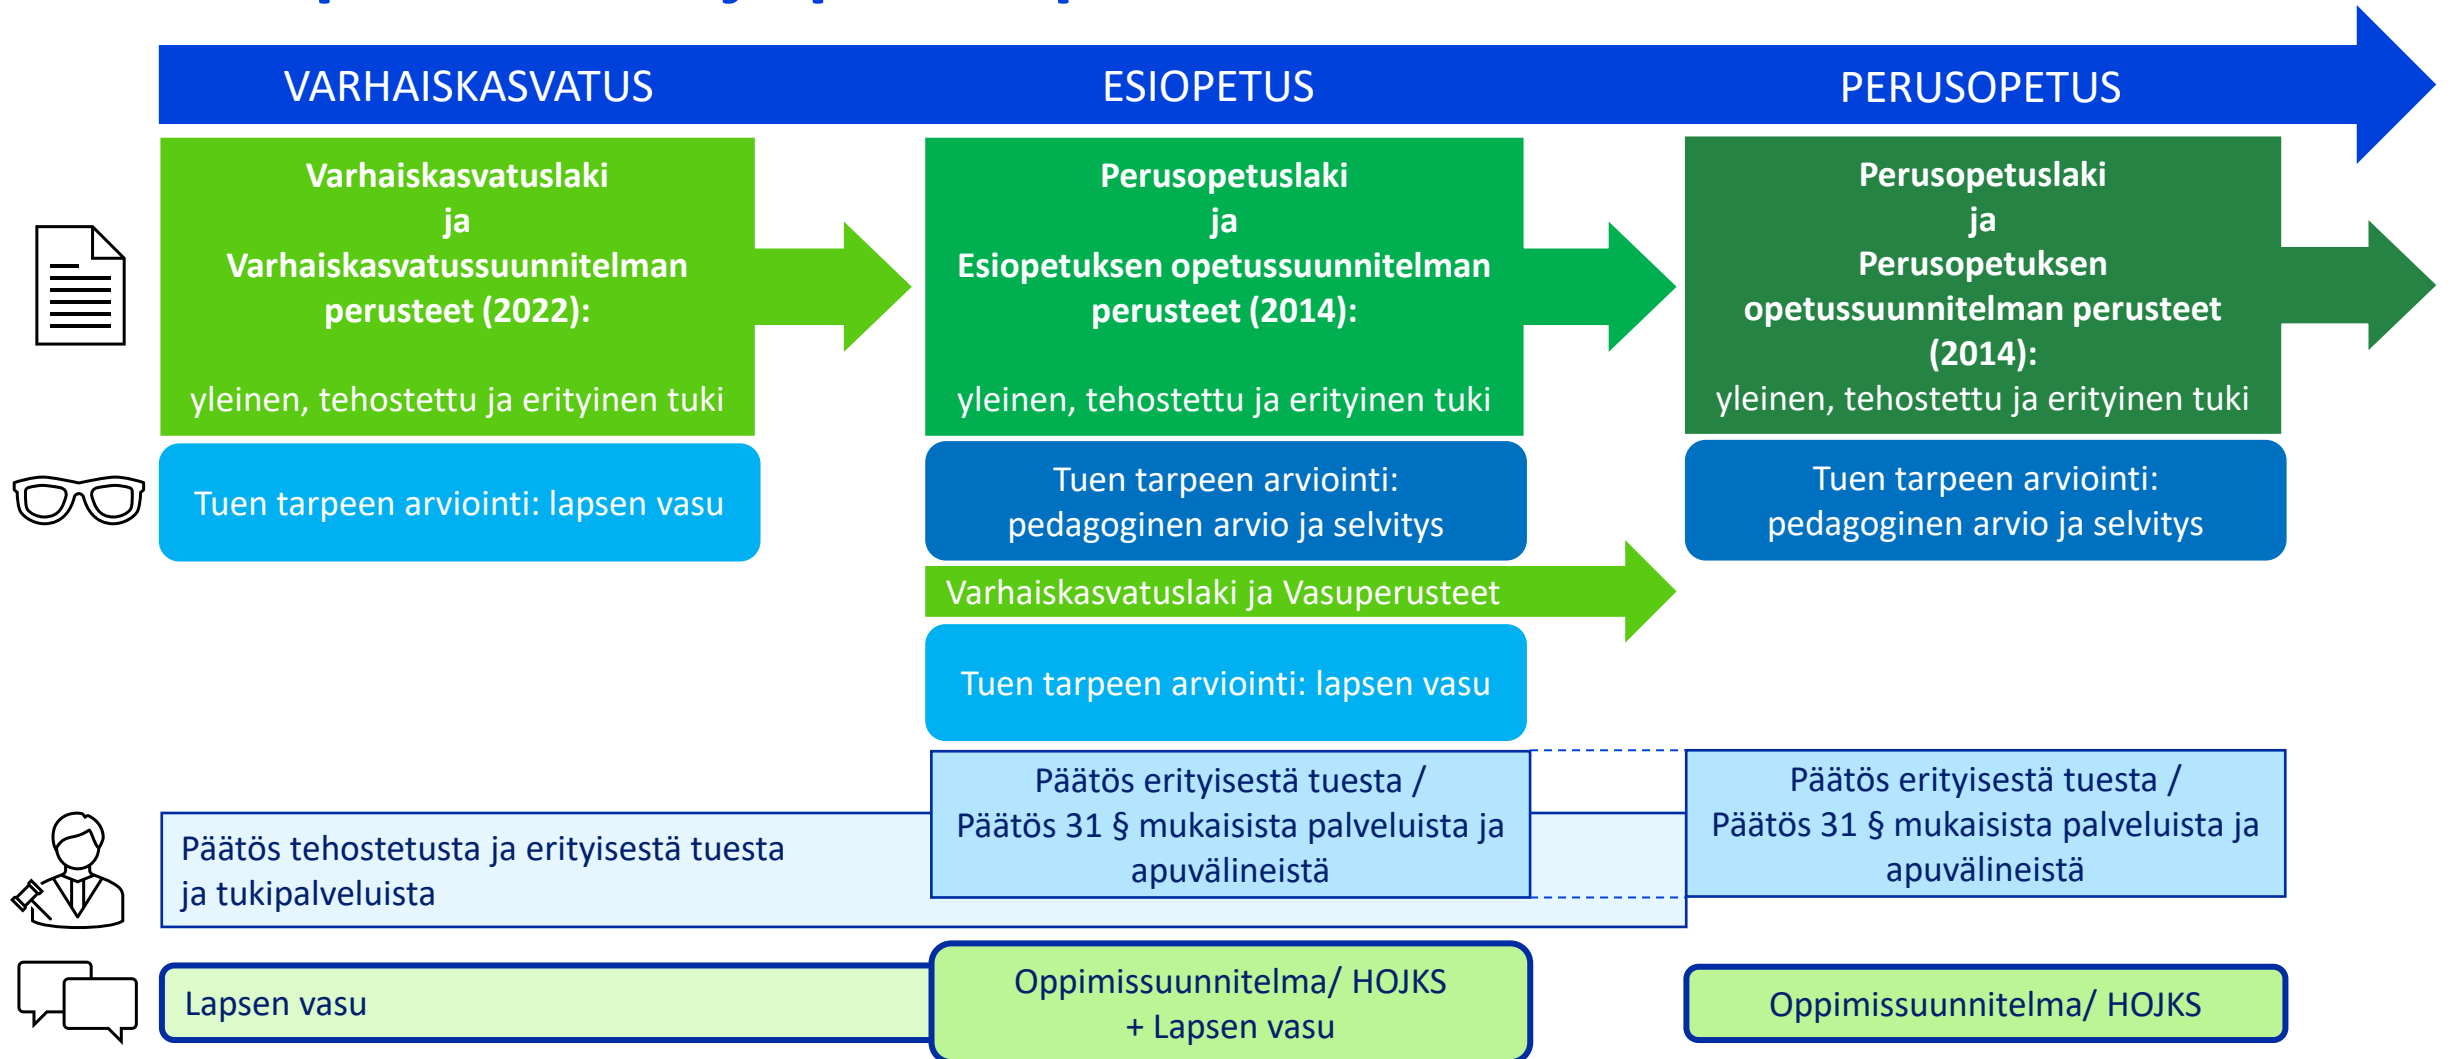 VARHAISKASVATUS
ESIOPETUS
PERUSOPETUS
Varhaiskasvatuslaki
ja
Varhaiskasvatussuunnitelman
perusteet (2022):
yleinen, tehostettu ja erityinen tuki
Perusopetuslaki
ja
Esiopetuksen opetussuunnitelman
perusteet (2014):
yleinen, tehostettu ja erityinen tuki
Perusopetuslaki
ja
Perusopetuksen
opetussuunnitelman perusteet
(2014):
yleinen, tehostettu ja erityinen tuki
Tuen tarpeen arviointi: lapsen vasu
Tuen tarpeen arviointi:
pedagoginen arvio ja selvitys
Tuen tarpeen arviointi:
pedagoginen arvio ja selvitys
Varhaiskasvatuslaki ja Vasuperusteet
Tuen tarpeen arviointi: lapsen vasu
Päätös tehostetusta ja erityisestä tuesta
ja tukipalveluista
Päätös erityisestä tuesta /
Päätös 31 § mukaisista palveluista ja
apuvälineistä
Päätös erityisestä tuesta /
Päätös 31 § mukaisista palveluista ja
apuvälineistä
Lapsen vasu
Oppimissuunnitelma/ HOJKS
+ Lapsen vasu
Oppimissuunnitelma/ HOJKS